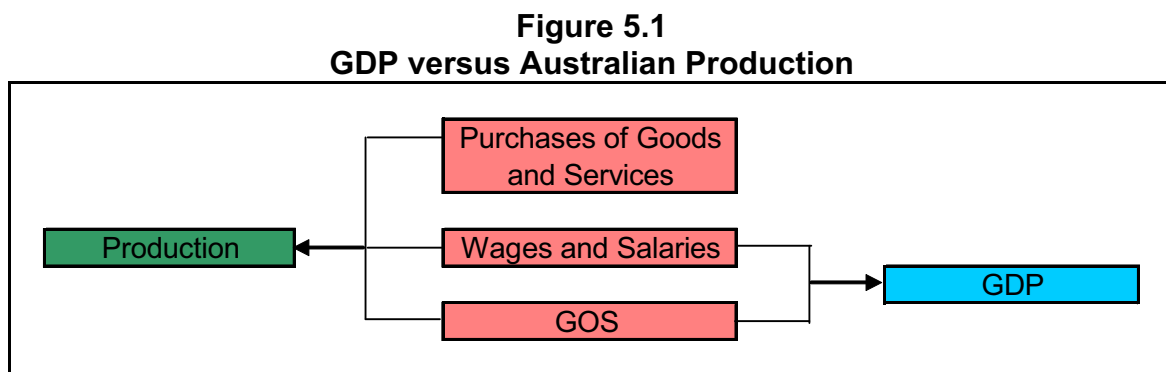 Figure 5.1
GDP versus Australian Production
Purchases of Goods
and Services
Production
Wages and Salaries
GDP
GOS